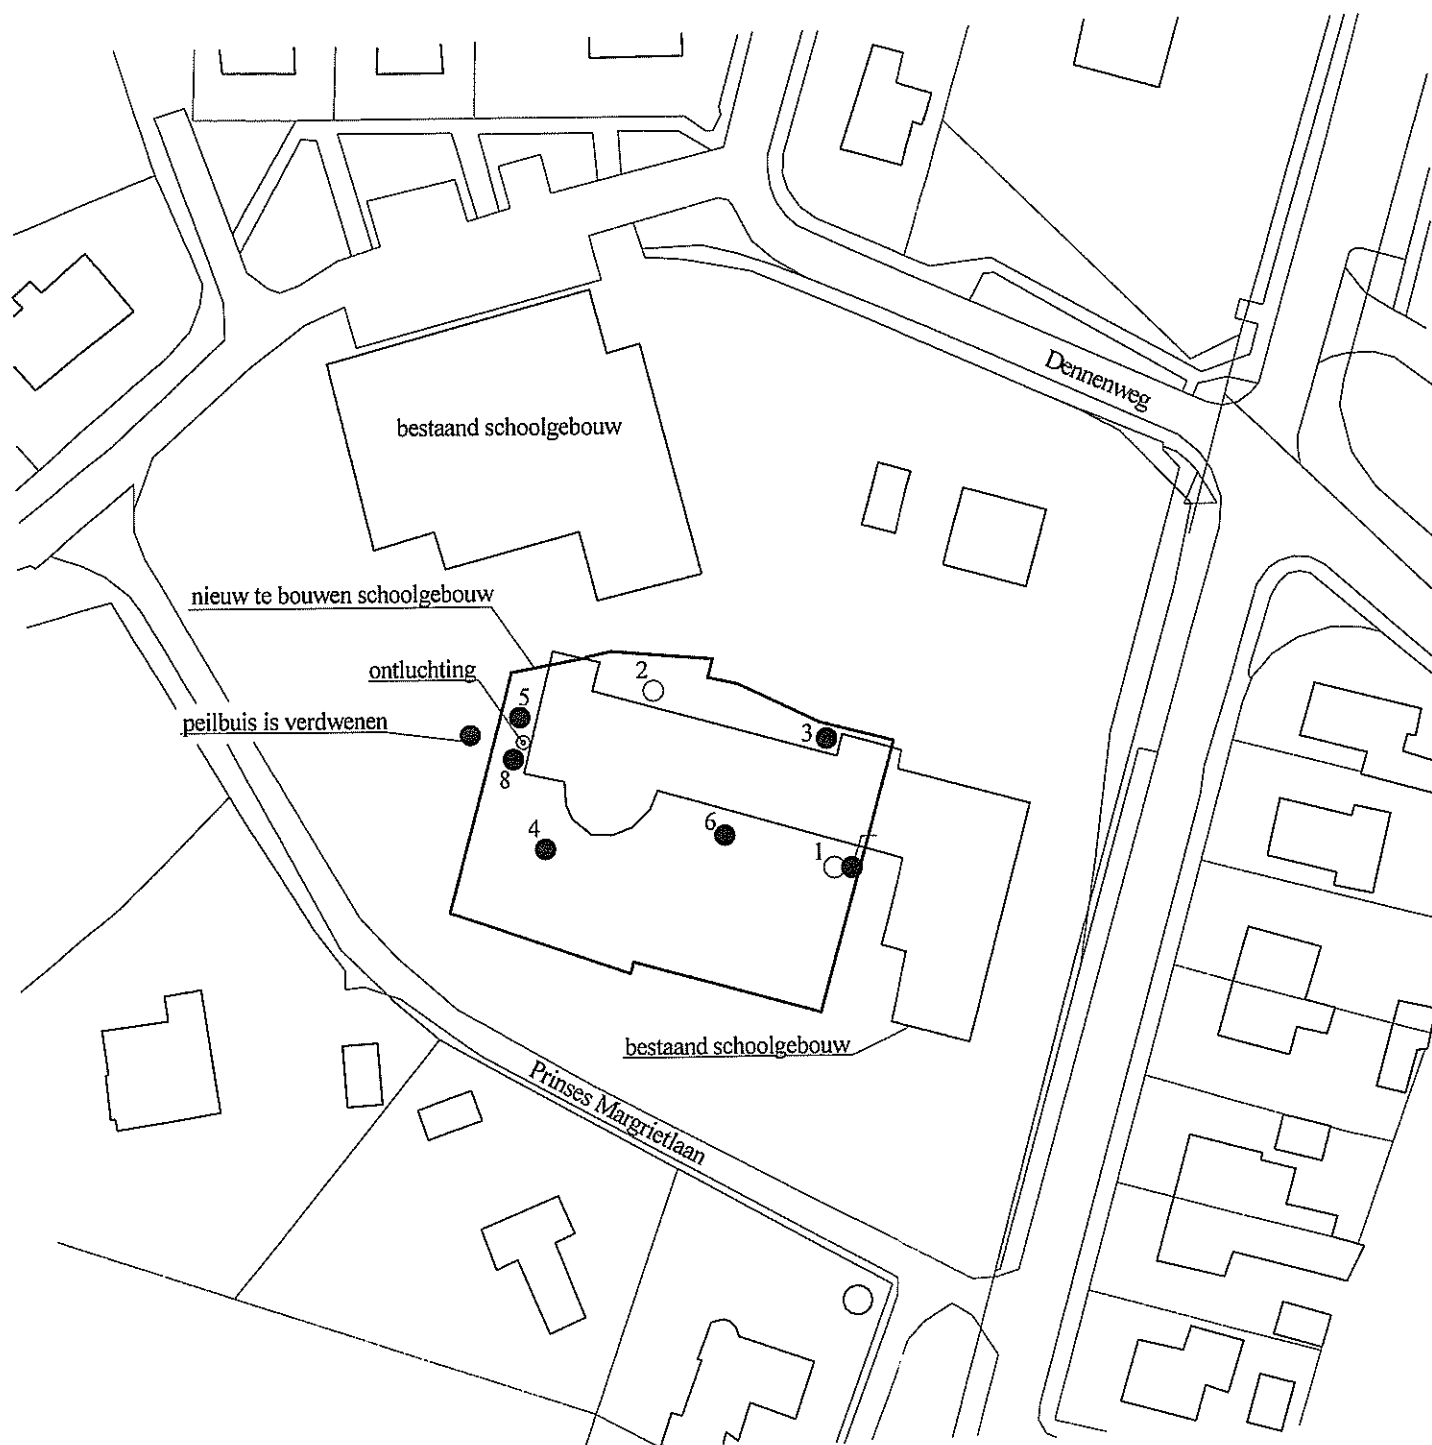 Dennenweg
bestaand schoolgebouw
nieuw te bouwen schoolgebouw
ontluchting
2
5
peilbuis is verdwenen
3
8
4
6
1
bestaand schoolgebouw
Prinses Margrietlaan